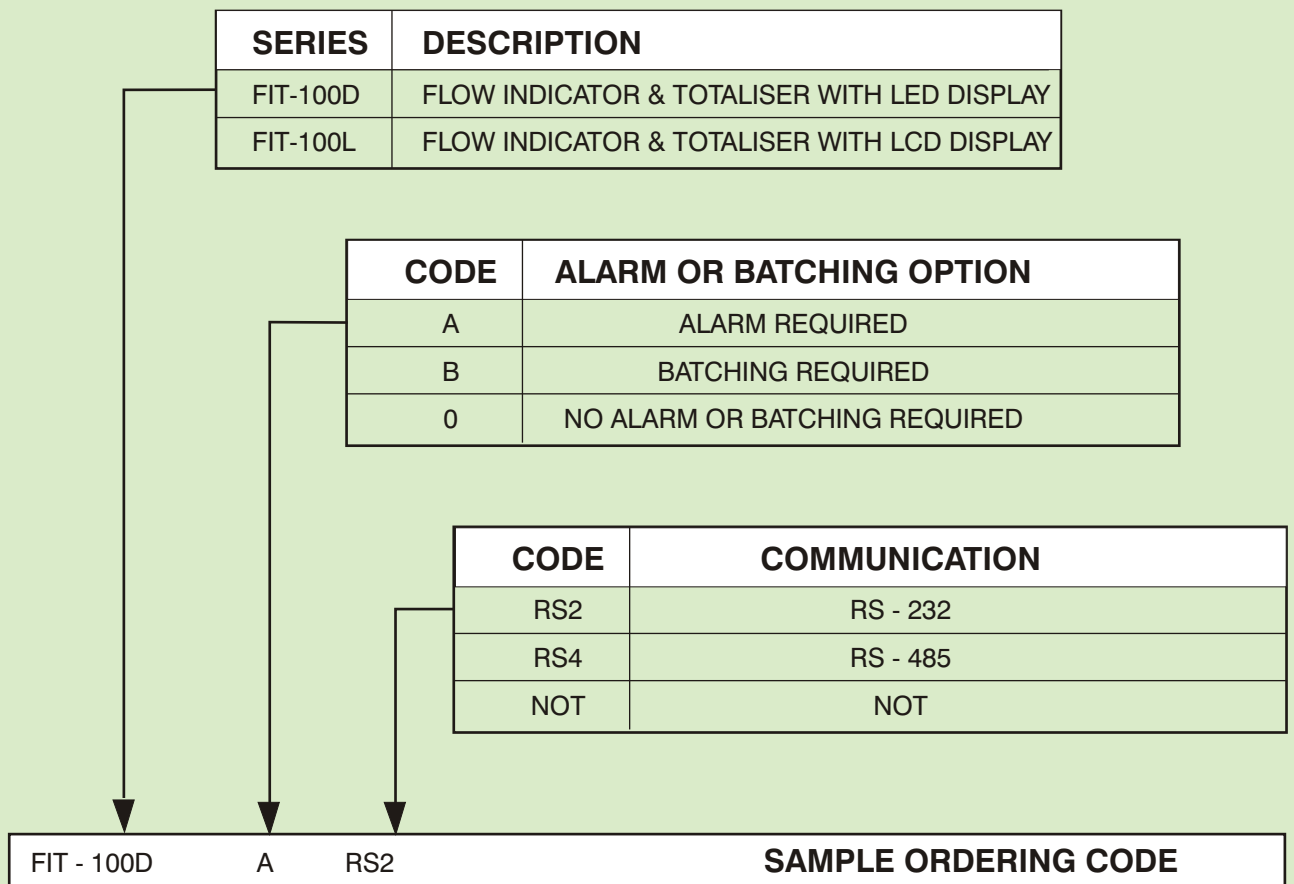 SERIES DESCRIPTION
FIT-100D FLOW INDICATOR & TOTALISER WITH LED DISPLAY
FIT-100L FLOW INDICATOR & TOTALISER WITH LCD DISPLAY
CODE ALARM OR BATCHING OPTION
A ALARM REQUIRED
B BATCHING REQUIRED
0 NO ALARM OR BATCHING REQUIRED
CODE COMMUNICATION
RS2 RS - 232
RS4 RS - 485
NOT NOT
FIT - 100D A RS2 SAMPLE ORDERING CODE